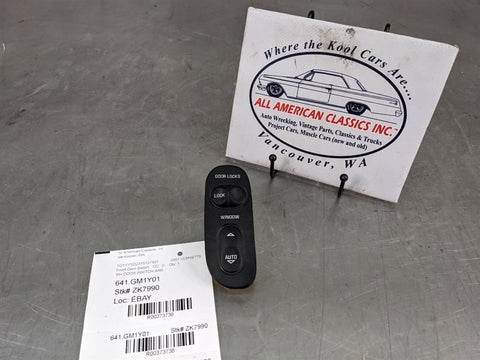 Where the Kool Cars Are....
ALL AMERICAN CLASSICS INC.
Auto Wrecking, Vintage Parts, Classics & Trucks
Project Cars, Muscle Cars (new and old)
Vancouver, WA
DOOR LOCKS
LOCK
WINDOW
AUTO
641.GM1Y01
Stk# ZK7990
Loc: EBAY
R00373730
641.GM1Y01 Stk# ZK7990
R00373730